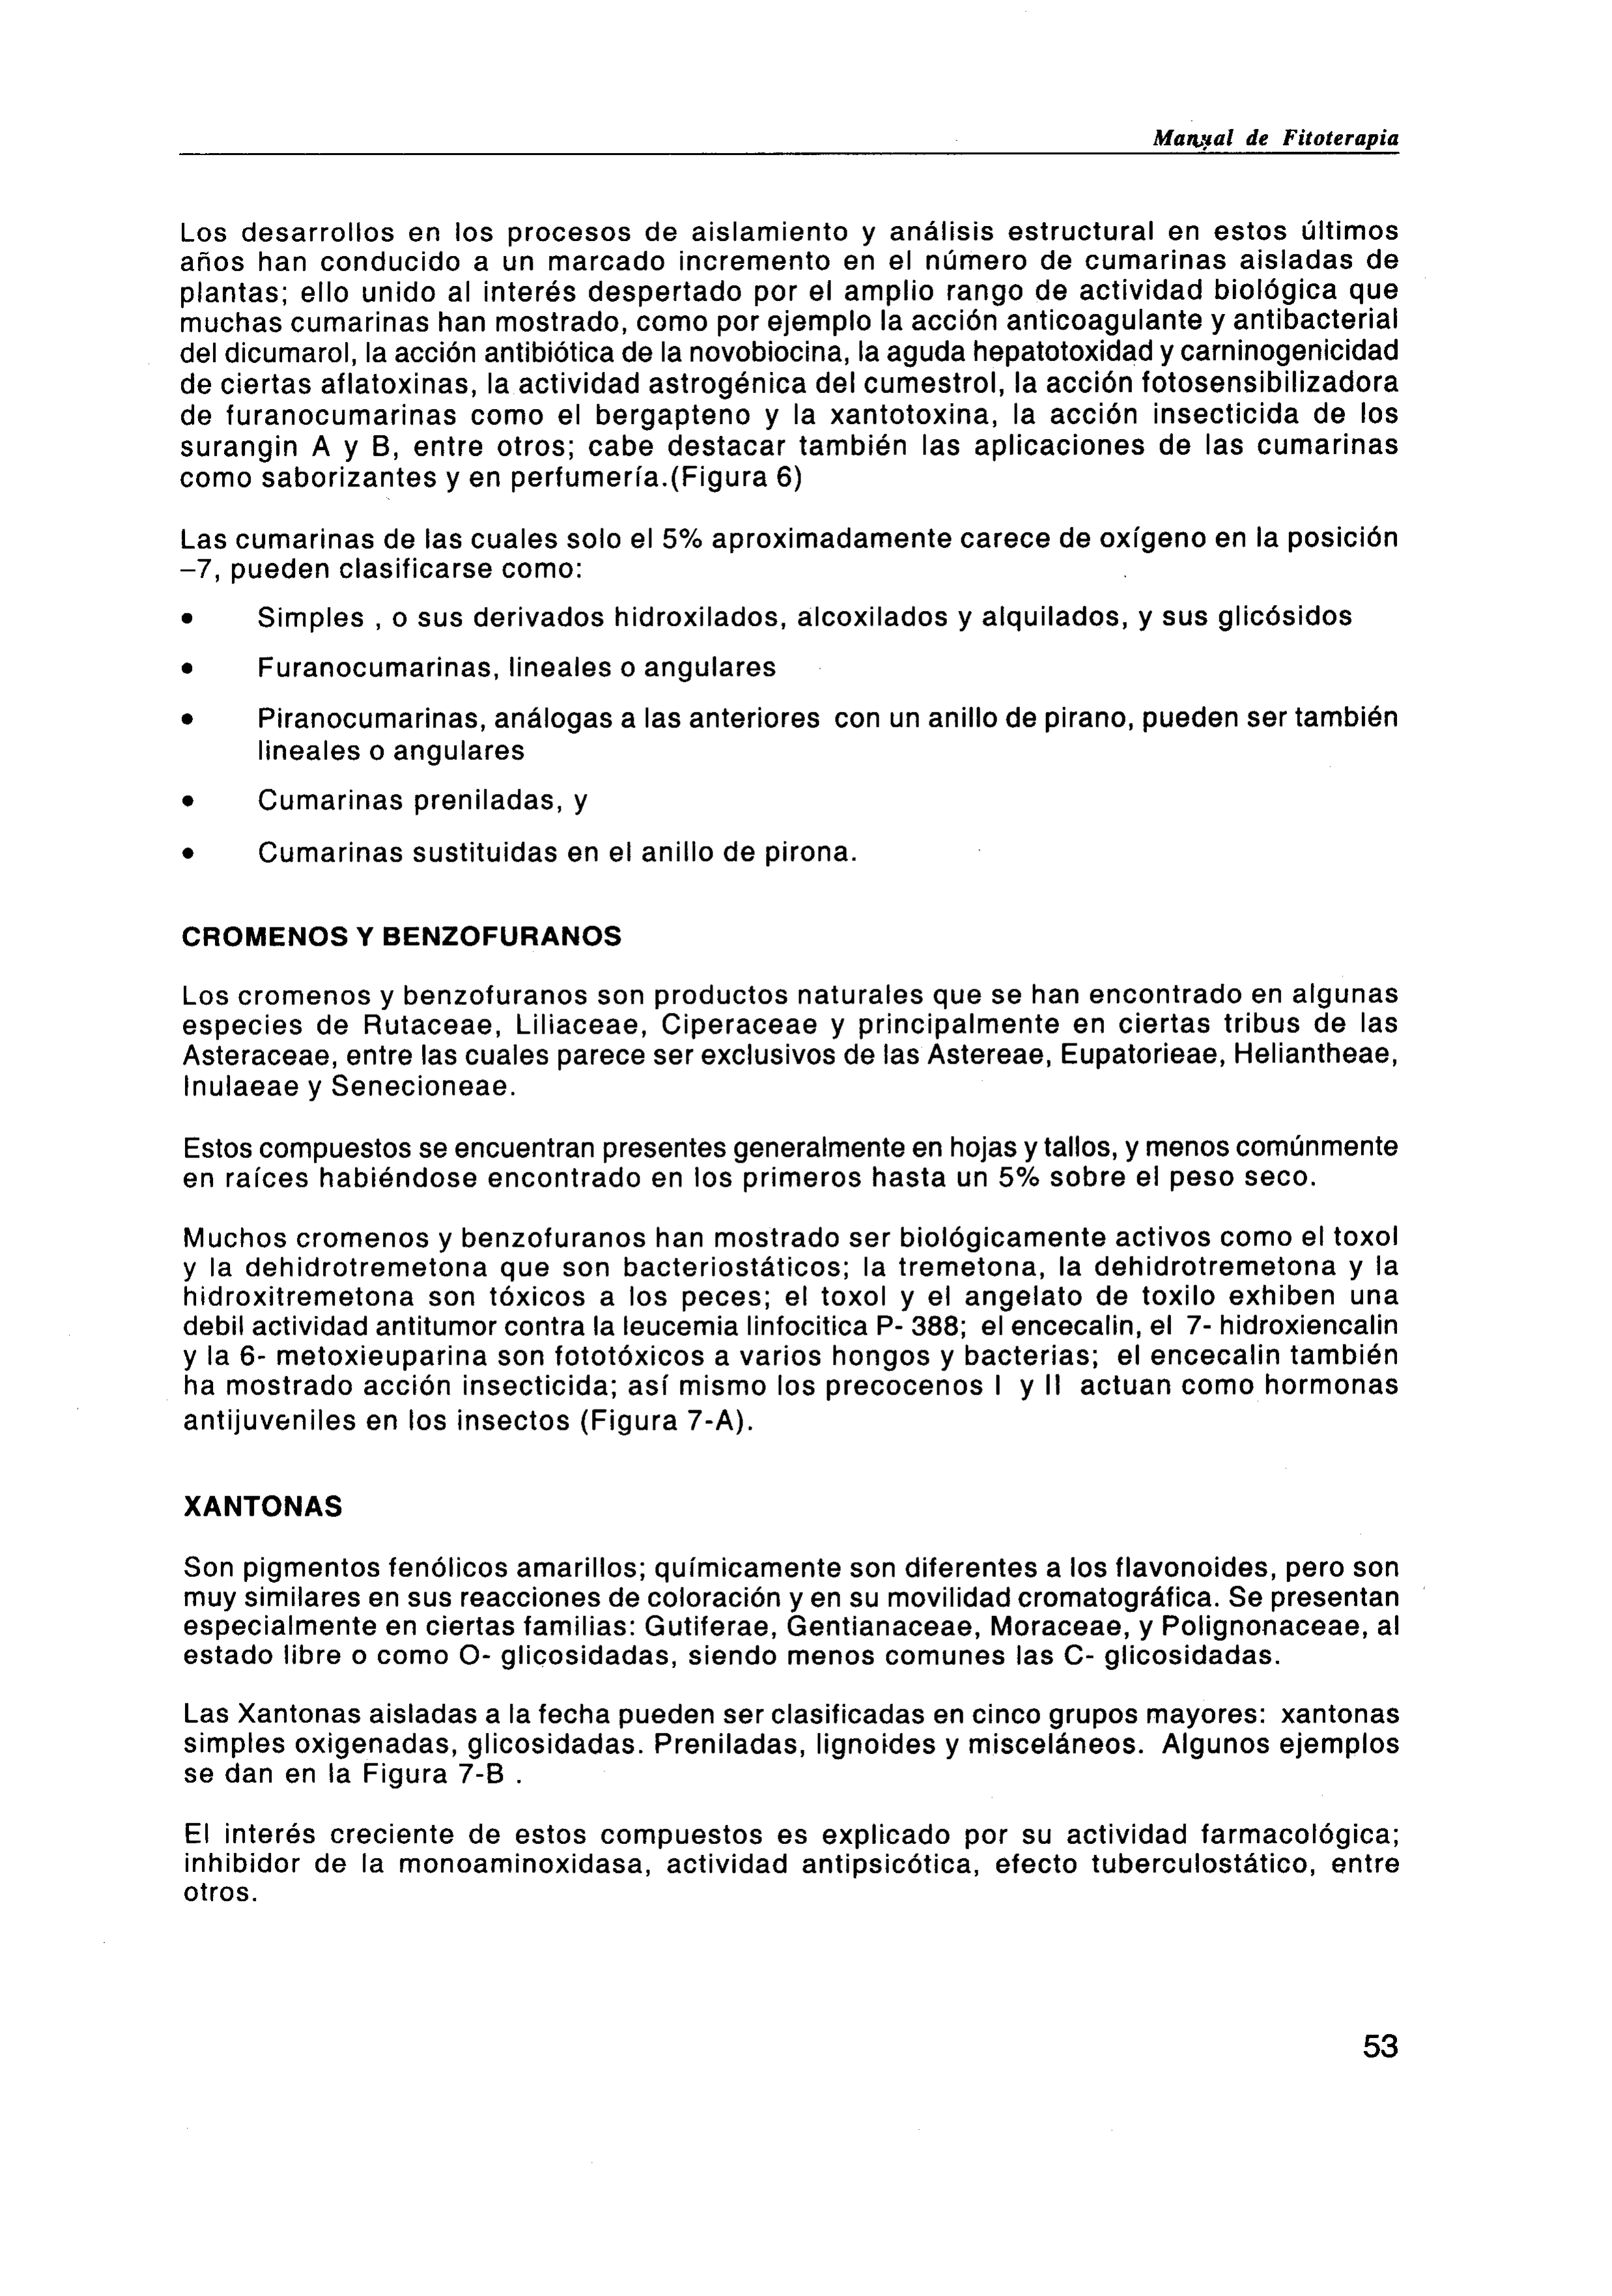 Manual de Fitoterapia
Los desarrollos en los procesos de aislamiento y análisis estructural en estos últimos
años han conducido a un marcado incremento en el número de cumarinas aisladas de
plantas; ello unido al interés despertado por el amplio rango de actividad biológica que
muchas cumarinas han mostrado, como por ejemplo la acción anticoagulante y antibacterial
del dicumarol, la acción antibiótica de la novobiocina, la aguda hepatotoxidad y carninogenicidad
de ciertas aflatoxinas, la actividad astrogénica del cumestrol, la acción fotosensibilizadora
de furanocumarinas como el bergapteno y la xantotoxina, la acción insecticida de los
surangin A y B, entre otros; cabe destacar también las aplicaciones de las cumarinas
como saborizantes y en perfumería.(Figura 6)
Las cumarinas de las cuales solo el 5% aproximadamente carece de oxígeno en la posición
–7, pueden clasificarse como:
• Simples , o sus derivados hidroxilados, alcoxilados y alquilados, y sus glicósidos
• Furanocumarinas, lineales o angulares
• Piranocumarinas, análogas a las anteriores con un anillo de pirano, pueden ser también
lineales o angulares
• Cumarinas preniladas, y
• Cumarinas sustituidas en el anillo de pirona.
CROMENOS Y BENZOFURANOS
Los cromenos y benzofuranos son productos naturales que se han encontrado en algunas
especies de Rutaceae, Liliaceae, Ciperaceae y principalmente en ciertas tribus de las
Asteraceae, entre las cuales parece ser exclusivos de las Astereae, Eupatorieae, Heliantheae,
Inulaeae y Senecioneae.
Estos compuestos se encuentran presentes generalmente en hojas y tallos, y menos comúnmente
en raíces habiéndose encontrado en los primeros hasta un 5% sobre el peso seco.
Muchos cromenos y benzofuranos han mostrado ser biológicamente activos como el toxol
y la dehidrotremetona que son bacteriostáticos; la tremetona, la dehidrotremetona y la
hidroxitremetona son tóxicos a los peces; el toxol y el angelato de toxilo exhiben una
debil actividad antitumor contra la leucemia linfocitica P- 388; el encecalin, el 7- hidroxiencalin
y la 6- metoxieuparina son fototóxicos a varios hongos y bacterias; el encecalin también
ha mostrado acción insecticida; así mismo los precocenos I y II actuan como hormonas
antijuveniles en los insectos (Figura 7-A).
XANTONAS
Son pigmentos fenólicos amarillos; químicamente son diferentes a los flavonoides, pero son
muy similares en sus reacciones de coloración y en su movilidad cromatográfica. Se presentan
especialmente en ciertas familias: Gutiferae, Gentianaceae, Moraceae, y Polignonaceae, al
estado libre o como O- glicosidadas, siendo menos comunes las C- glicosidadas.
Las Xantonas aisladas a la fecha pueden ser clasificadas en cinco grupos mayores: xantonas
simples oxigenadas, glicosidadas. Preniladas, lignoides y misceláneos. Algunos ejemplos
se dan en la Figura 7-B .
El interés creciente de estos compuestos es explicado por su actividad farmacológica;
inhibidor de la monoaminoxidasa, actividad antipsicótica, efecto tuberculostático, entre
otros.
53